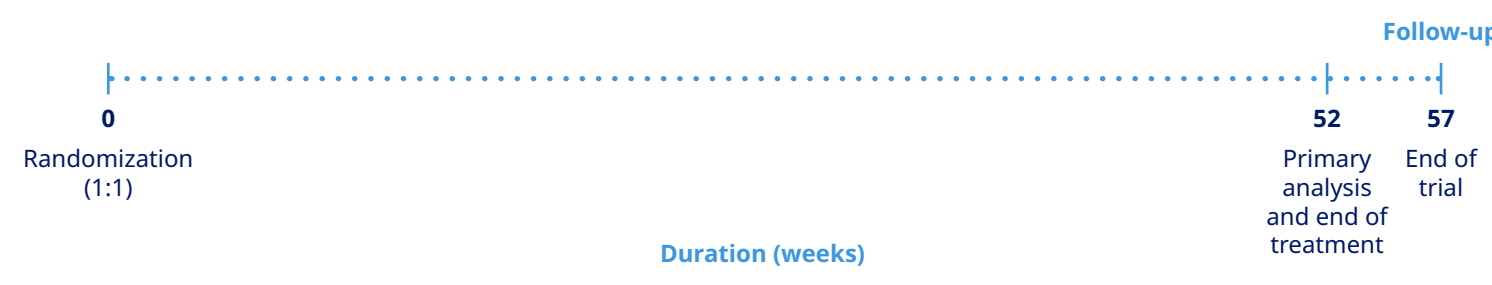 Follow-up
0
52
57
Randomization
(1:1)
Primary
analysis
and end of
treatment
End of
trial
Duration (weeks)